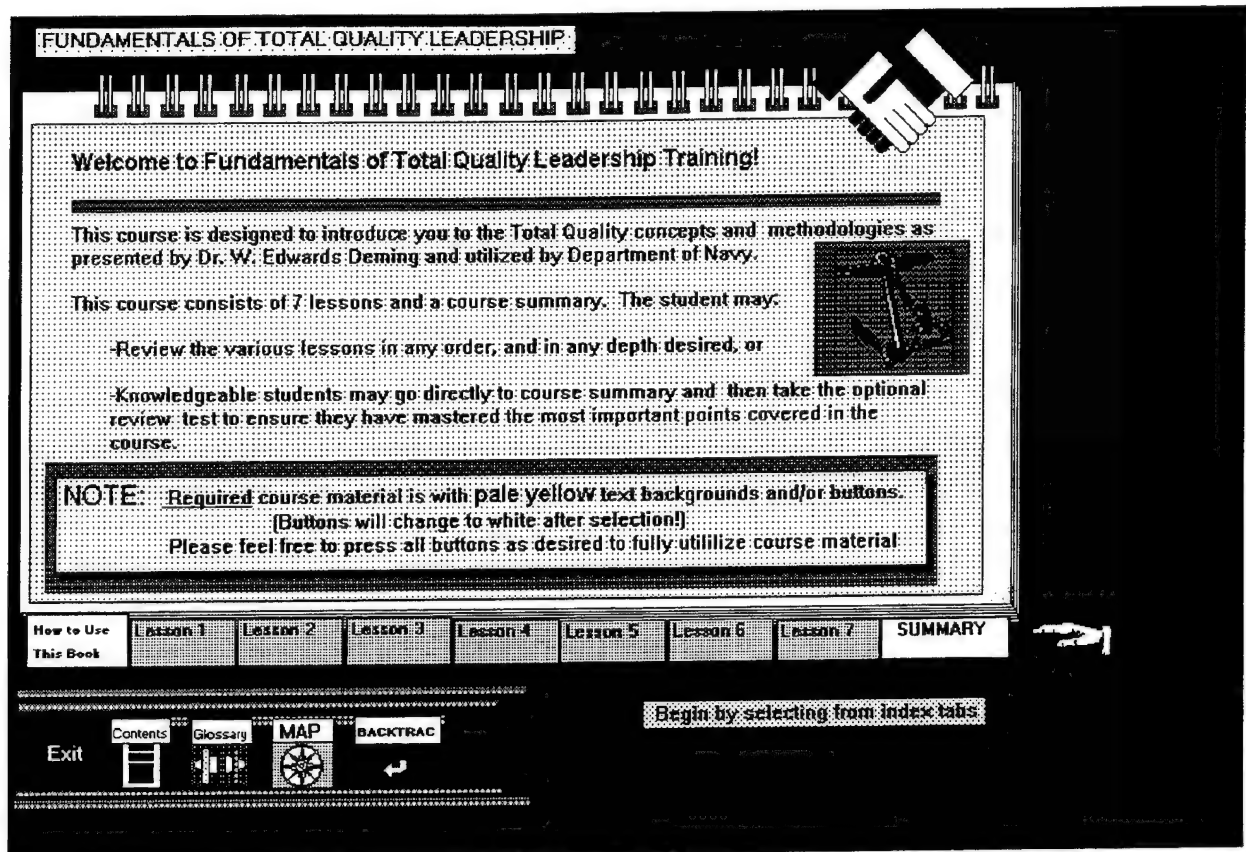 FUNDAMENTALS OF TOTAL QUALITY LEADERSHIP
Welcome to Fundamentals of Total Quality Leadership Training!
This course is designed to introduce you to the Total Quality concepts and methodologies as
presented by Dr. W. Edwards Deming and utilized by Department of Navy.
This course consists of 7 lessons and a course summary. The student may:
-Review the various lessons in any order, and in any depth desired, or
-Knowledgeable students may go directly to course summary and then take the optional
review test to ensure they have mastered the most important points covered in the
course.
NOTE: Required course material is with pale yellow text backgrounds and/or buttons.
(Buttons will change to white after selection!)
Please feel free to press all buttons as desired to fully utililize course material
How to Use
This Book
Lesson 1
Lesson 2
Lesson 3
Lesson 4
Lesson 5
Lesson 6
Lesson 7
SUMMARY
Begin by selecting from index tabs
Exit
Contents
Glossary
MAP
BACKTRAC